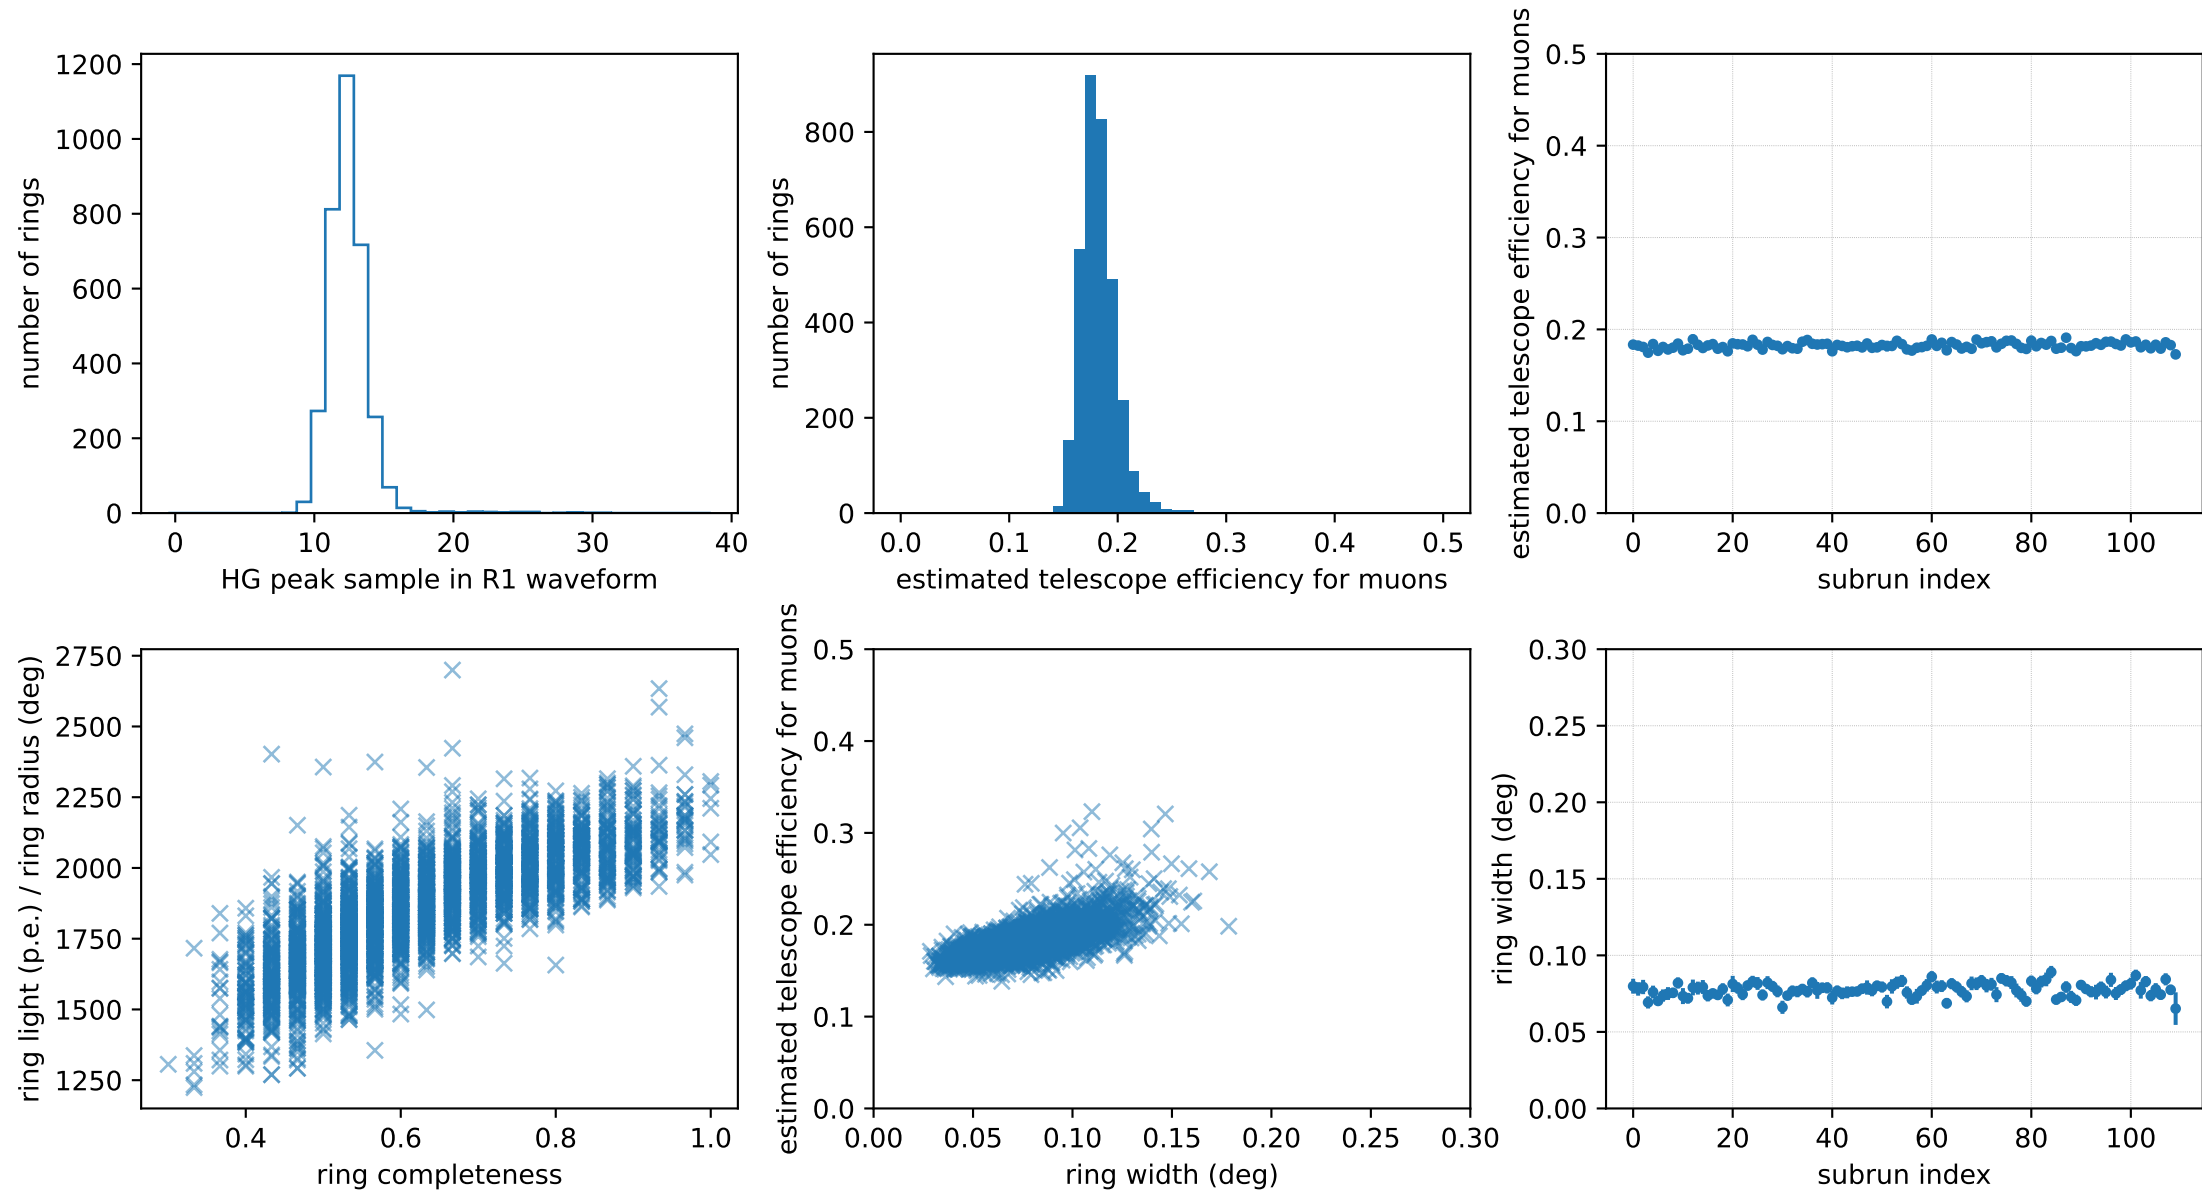 number of rings
1200
1000
800
600
400
200
0
0 10 20 30 40
HG peak sample in R1 waveform
number of rings
800
600
400
200
0
0.0 0.1 0.2 0.3 0.4 0.5
estimated telescope efficiency for muons
estimated telescope efficiency for muons
0.5
0.4
0.3
0.2
0.1
0.0
0 20 40 60 80 100
subrun index
ring light (p.e.) / ring radius (deg)
2750
2500
2250
2000
1750
1500
1250
0.4 0.6 0.8 1.0
ring completeness
estimated telescope efficiency for muons
0.5
0.4
0.3
0.2
0.1
0.0
0.00 0.05 0.10 0.15 0.20 0.25 0.30
ring width (deg)
ring width (deg)
0.30
0.25
0.20
0.15
0.10
0.05
0.00
0 20 40 60 80 100
subrun index